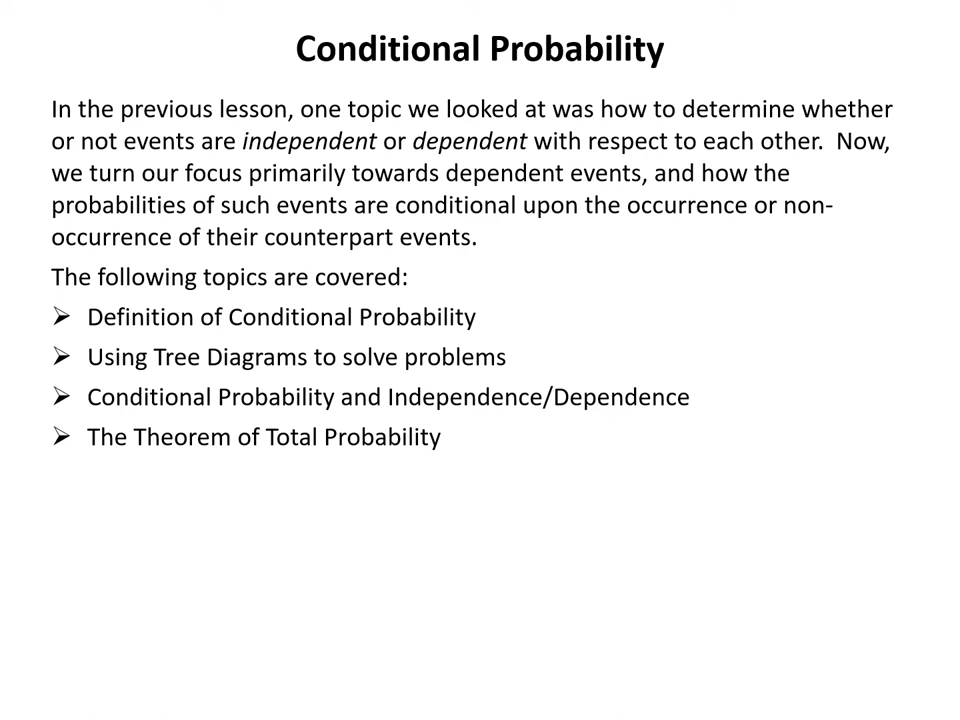 Conditional Probability
In the previous lesson, one topic we looked at was how to determine whether
or not events are independent or dependent with respect to each other.  Now,
we turn our focus primarily towards dependent events, and how the
probabilities of such events are conditional upon the occurrence or non-
occurrence of their counterpart events.
The following topics are covered:
➢ Definition of Conditional Probability
➢ Using Tree Diagrams to solve problems
➢ Conditional Probability and Independence/Dependence
➢ The Theorem of Total Probability